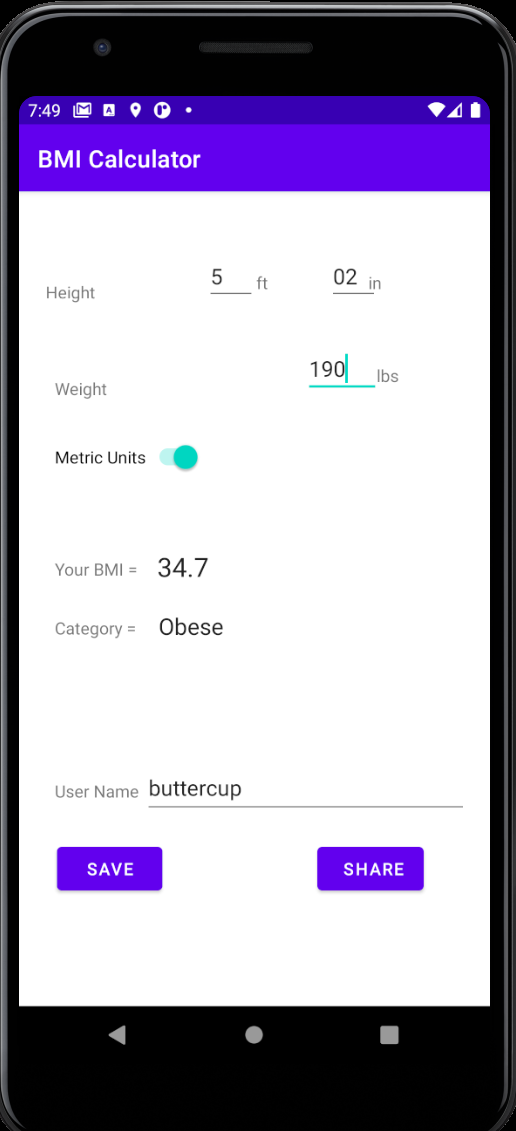 7:49
BMI Calculator
Height 5 ft 02 in
Weight 190 lbs
Metric Units
Your BMI = 34.7
Category = Obese
User Name buttercup
SAVE SHARE